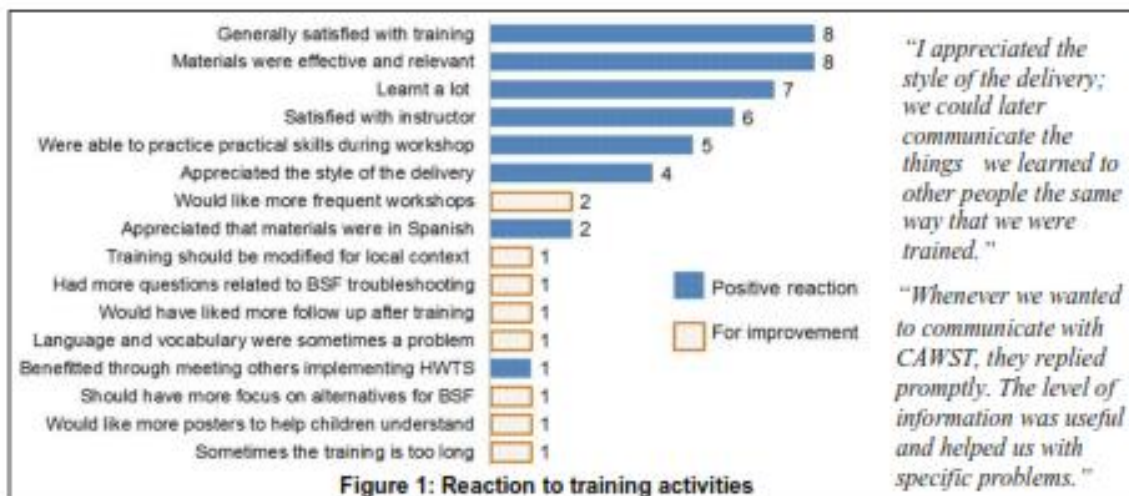 Generally satisfied with training 8
Materials were effective and relevant 8
Learnt a lot 7
Satisfied with instructor 6
Were able to practice practical skills during workshop 5
Appreciated the style of the delivery 4
Would like more frequent workshops 2
Appreciated that materials were in Spanish 2
Training should be modified for local context 1
Had more questions related to BSF troubleshooting 1
Would have liked more follow up after training 1
Language and vocabulary were sometimes a problem 1
Benefitted through meeting others implementing HWTS 1
Should have more focus on alternatives for BSF 1
Would like more posters to help children understand 1
Sometimes the training is too long 1
Positive reaction
For improvement
Figure 1: Reaction to training activities
“I appreciated the
style of the delivery;
we could later
communicate the
things we learned to
other people the same
way that we were
trained.”
“Whenever we wanted
to communicate with
CAWST, they replied
promptly. The level of
information was useful
and helped us with
specific problems.”